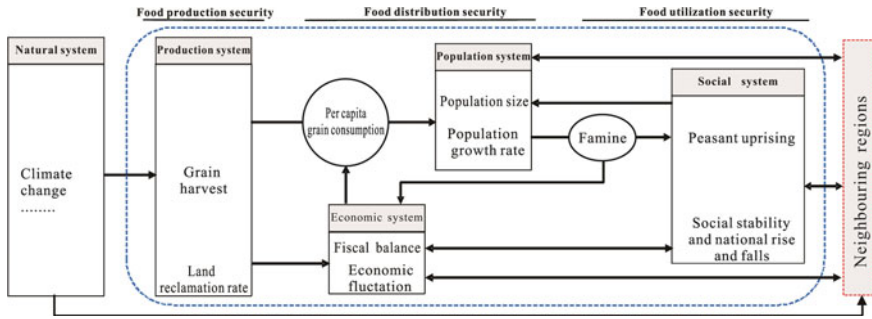 Food production security
Food distribution security
Food utilization security
Natural system
Climate
change
........
Production system
Grain
harvest
Land
reclamation rate
Per capita
grain consumption
Economic system
Fiscal balance
Economic
fluctation
Population system
Population size
Population
growth rate
Famine
Social system
Peasant uprising
Social stability
and national rise
and falls
Neighbouring regions